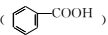 ( —COOH )